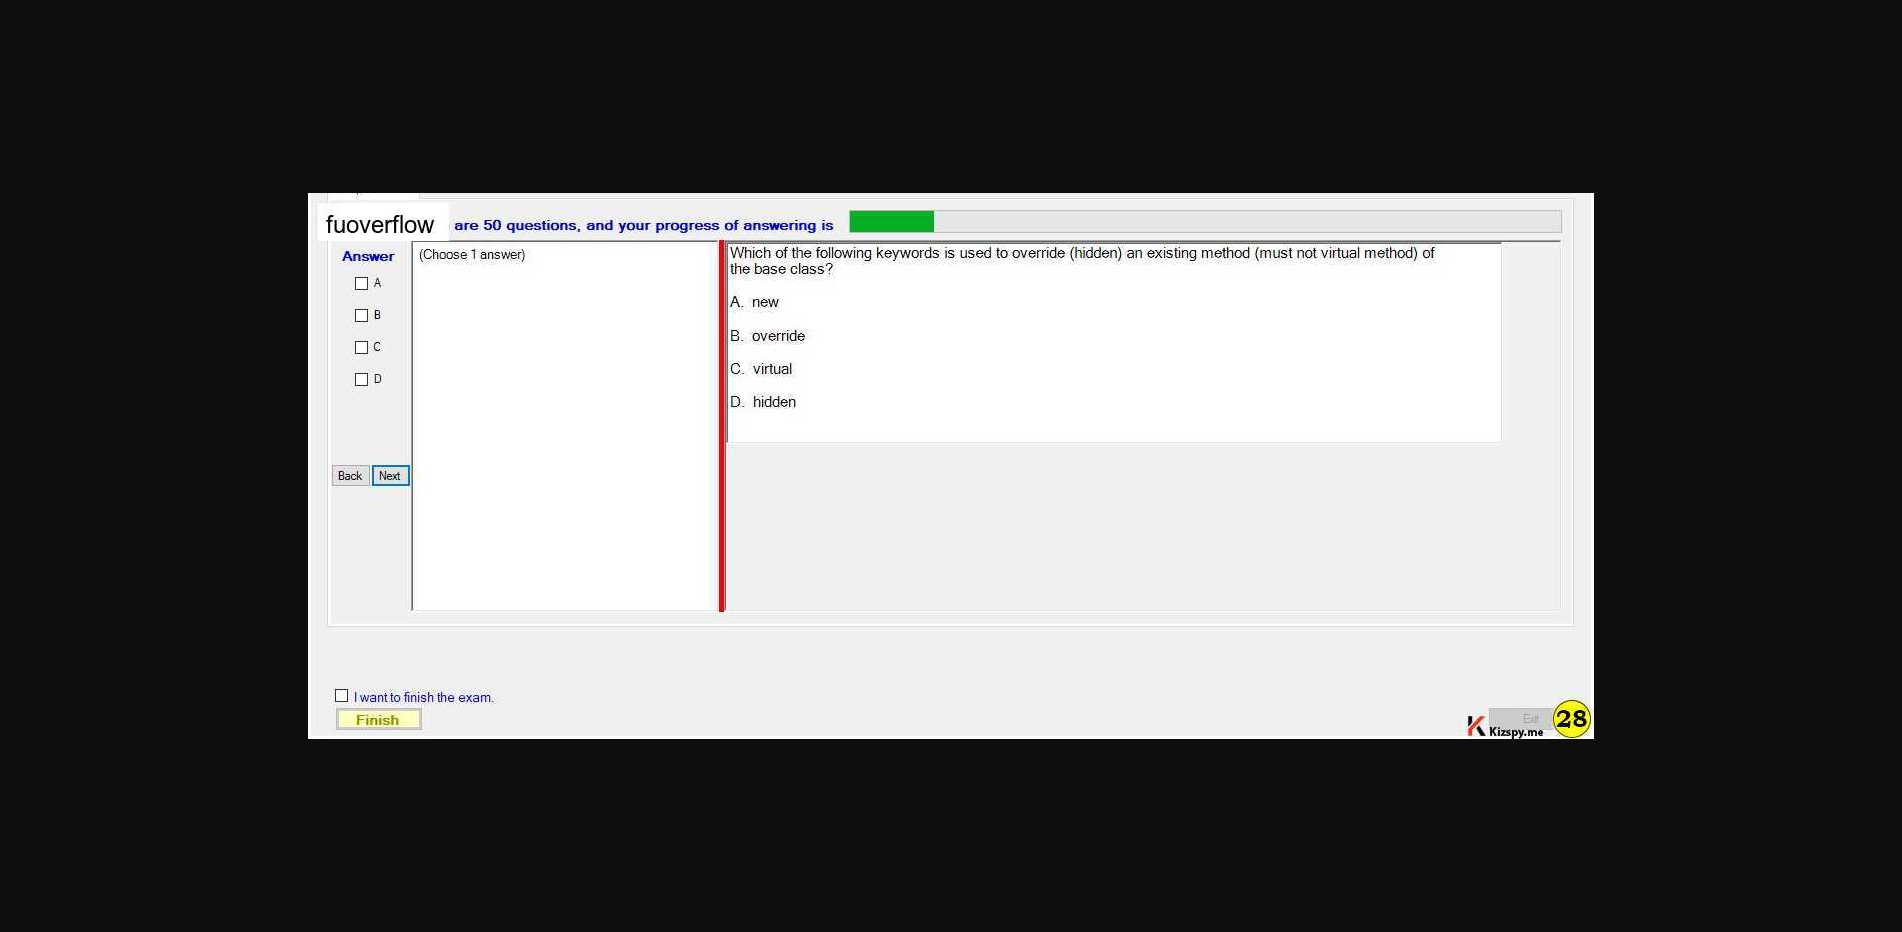 fuoverflow are 50 questions, and your progress of answering is
Answer
A
B
C
D
Back Next
(Choose 1 answer)
Which of the following keywords is used to override (hidden) an existing method (must not virtual method) of
the base class?
A. new
B. override
C. virtual
D. hidden
I want to finish the exam.
Finish
Exit
Kizspy.me
28